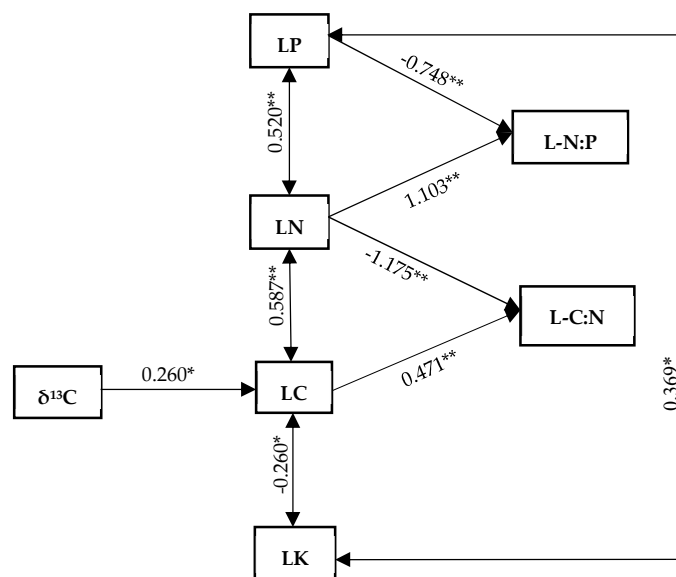 LP
-0.748**
0.520**
L-N:P
1.103**
LN
-1.175**
0.587**
L-C:N
0.260*
0.471**
0.369*
δ¹³C
LC
-0.260*
LK